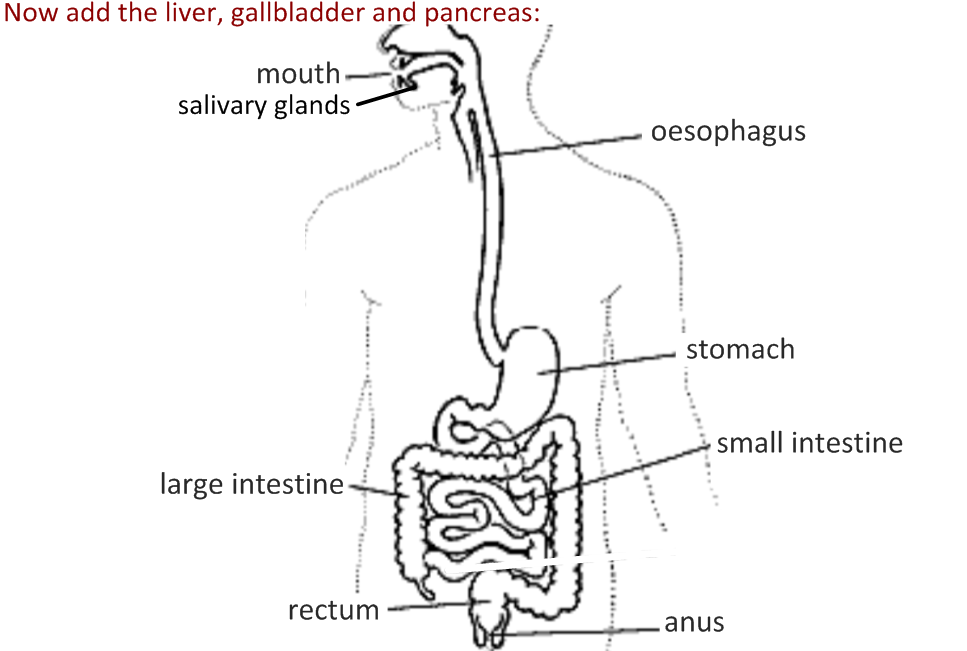 Now add the liver, gallbladder and pancreas:
mouth
salivary glands
oesophagus
stomach
small intestine
large intestine
rectum
anus